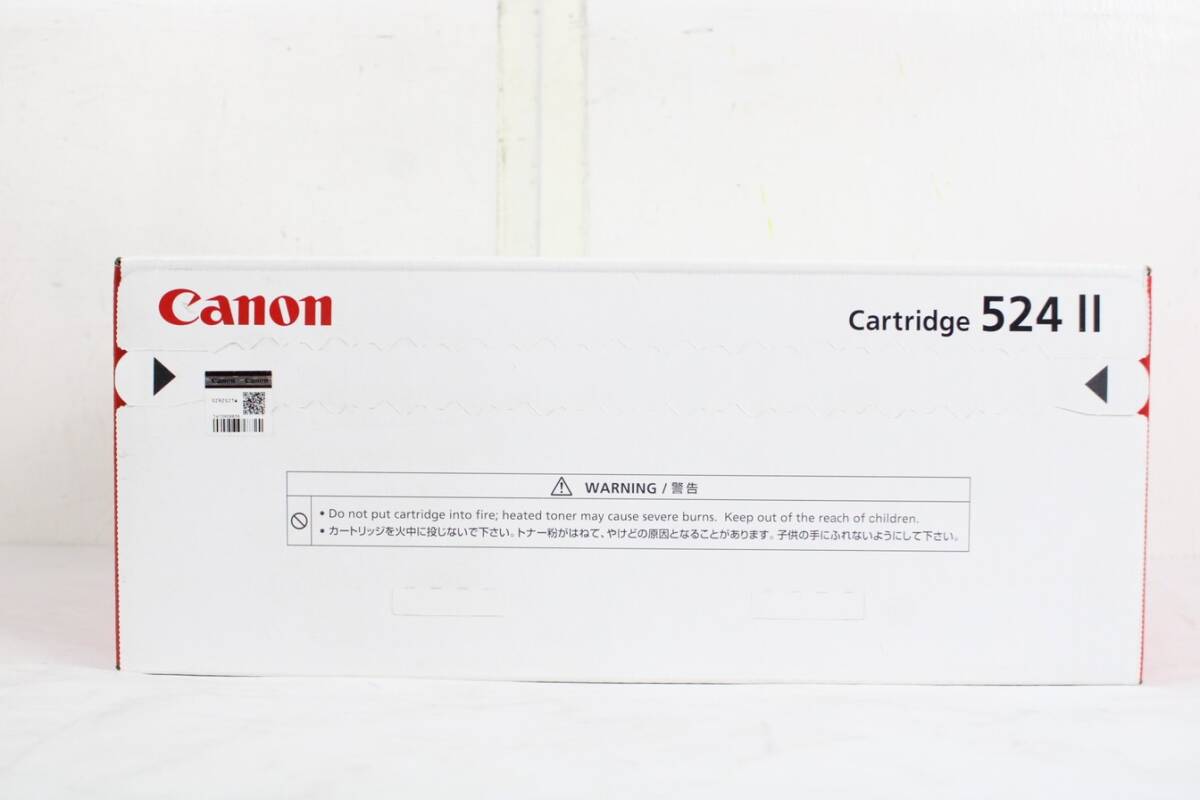 Canon
Cartridge 524 II
Canon Canon
WARNING / 警告
• Do not put cartridge into fire; heated toner may cause severe burns. Keep out of the reach of children.
• カートリッジを火中に投じないで下さい。トナー粉がはねて、やけどの原因となることがあります。子供の手にふれないようにして下さい。